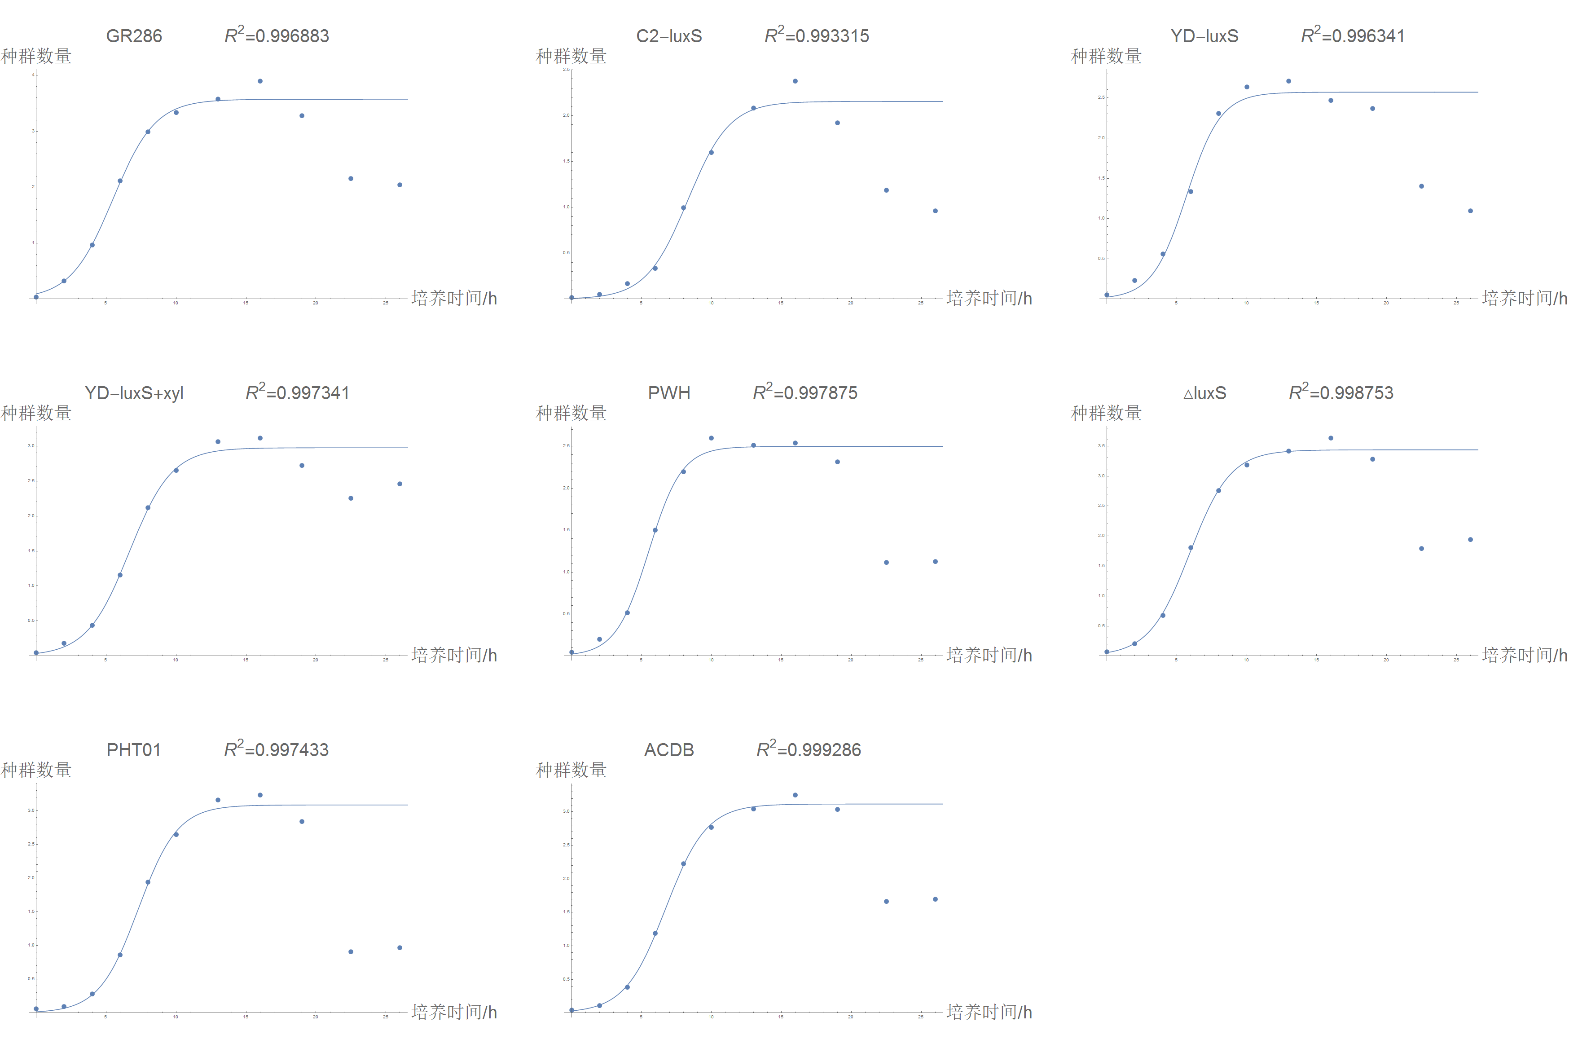 GR286 R²=0.996883
种群数量
培养时间/h
C2-luxS R²=0.993315
种群数量
培养时间/h
YD-luxS R²=0.996341
种群数量
培养时间/h
YD-luxS+xyl R²=0.997341
种群数量
培养时间/h
PWH R²=0.997875
种群数量
培养时间/h
△luxS R²=0.998753
种群数量
培养时间/h
PHT01 R²=0.997433
种群数量
培养时间/h
ACDB R²=0.999286
种群数量
培养时间/h